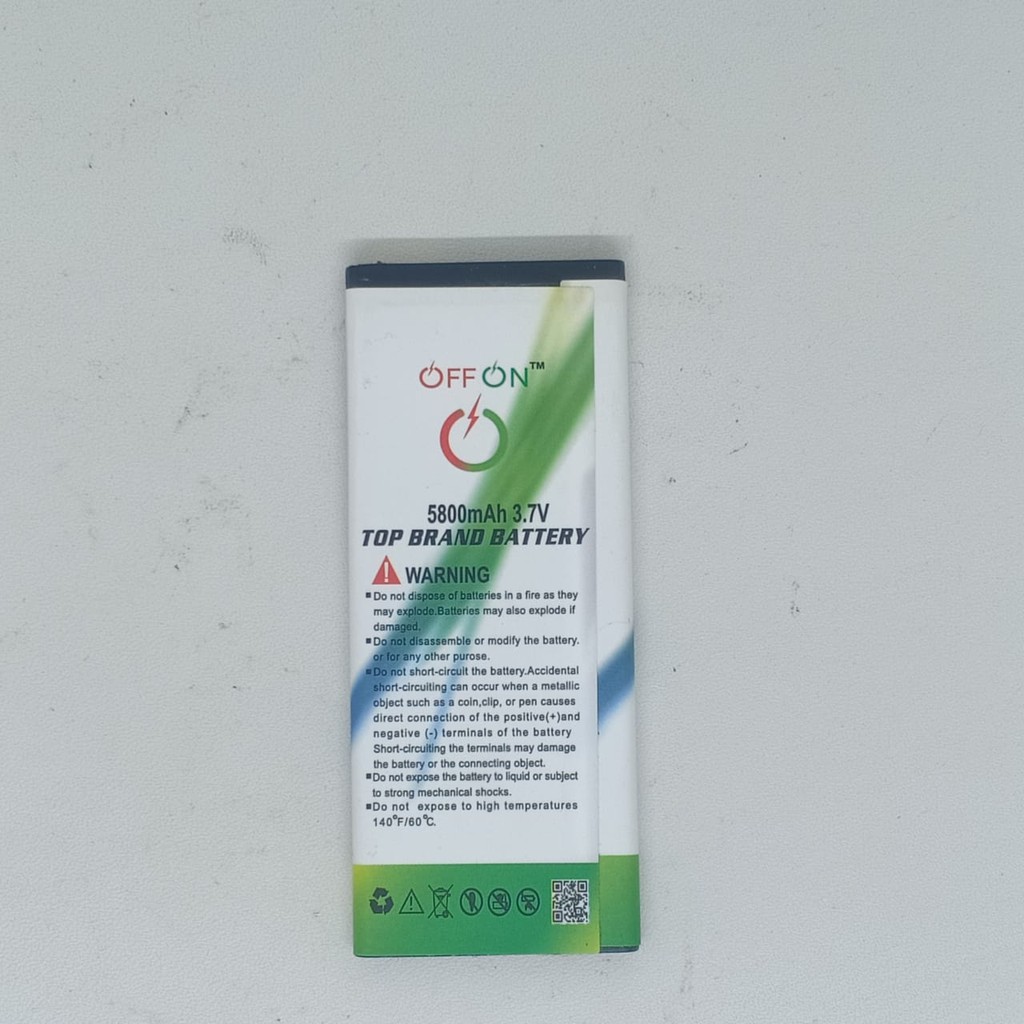 OFF ON™
5800mAh 3.7V
TOP BRAND BATTERY
WARNING
▪Do not dispose of batteries in a fire as they
may explode.Batteries may also explode if
damaged.
▪Do not disassemble or modify the battery.
or for any other purose.
▪Do not short-circuit the battery.Accidental
short-circuiting can occur when a metallic
object such as a coin,clip, or pen causes
direct connection of the positive(+)and
negative (-) terminals of the battery
Short-circuiting the terminals may damage
the battery or the connecting object.
▪Do not expose the battery to liquid or subject
to strong mechanical shocks.
▪Do not expose to high temperatures
140°F/60°C.